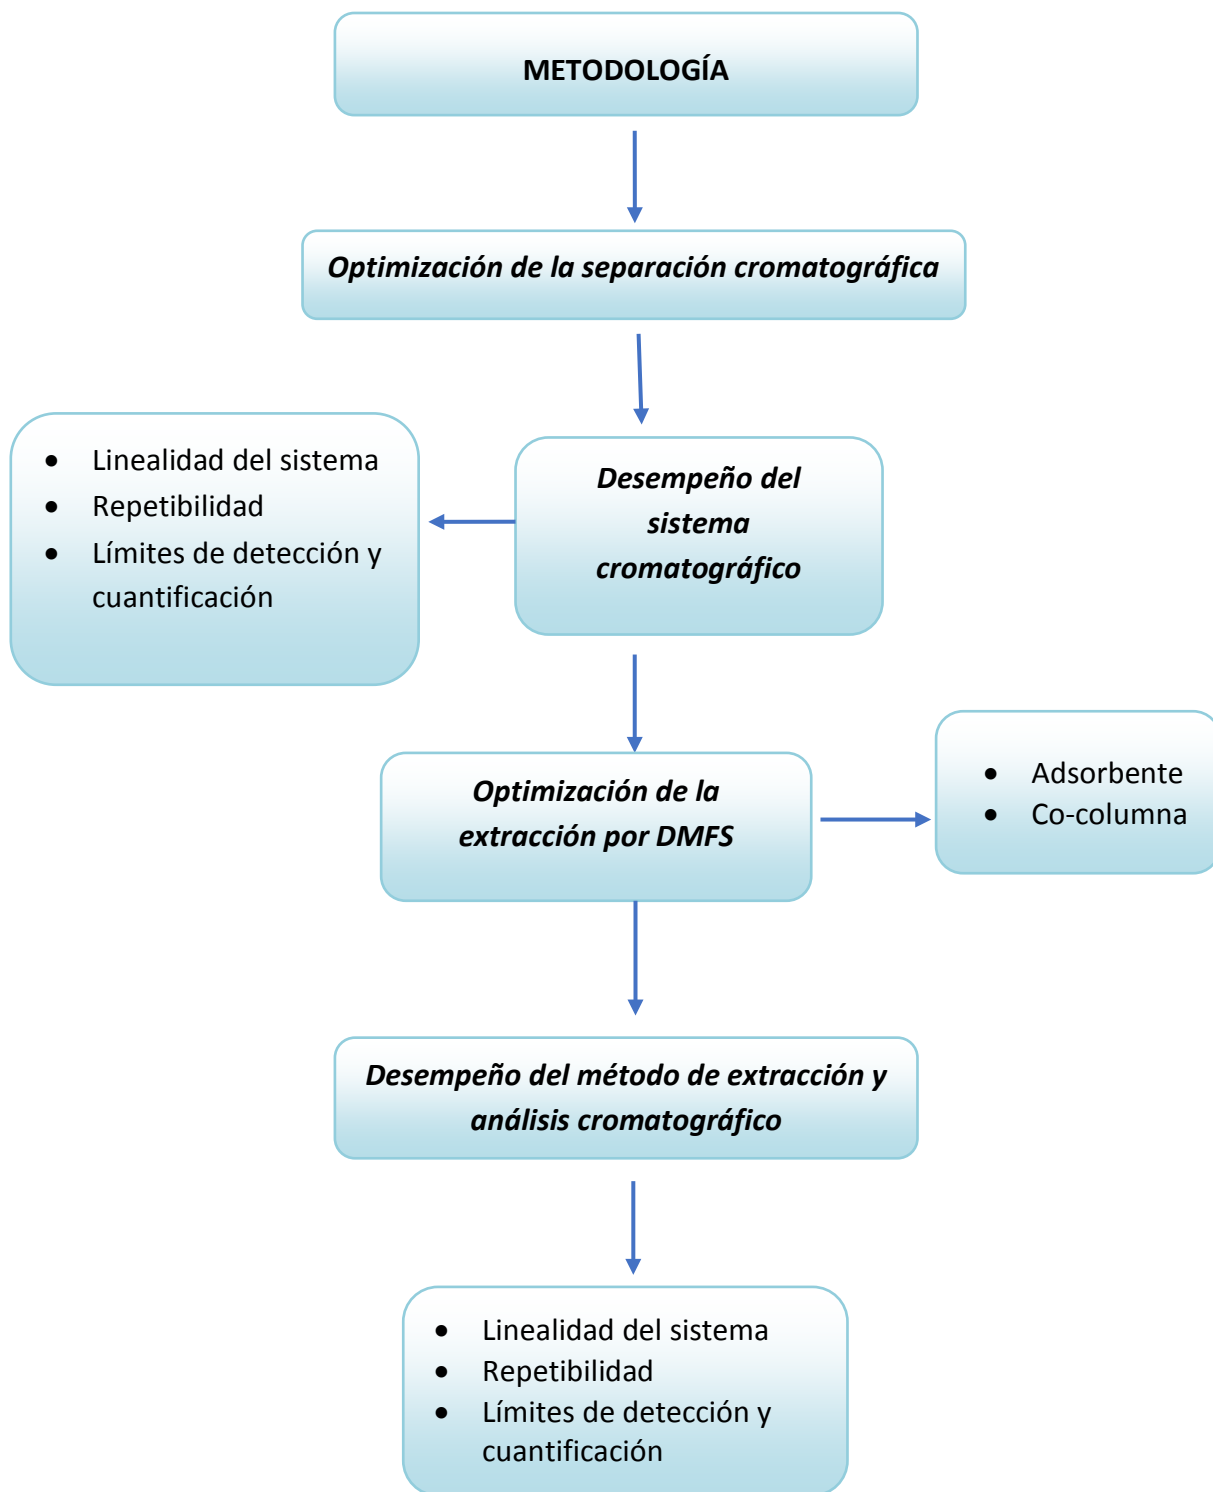 METODOLOGÍA
Optimización de la separación cromatográfica
Desempeño del
sistema
cromatográfico
• Linealidad del sistema
• Repetibilidad
• Límites de detección y
cuantificación
Optimización de la
extracción por DMFS
• Adsorbente
• Co-columna
Desempeño del método de extracción y
análisis cromatográfico
• Linealidad del sistema
• Repetibilidad
• Límites de detección y
cuantificación